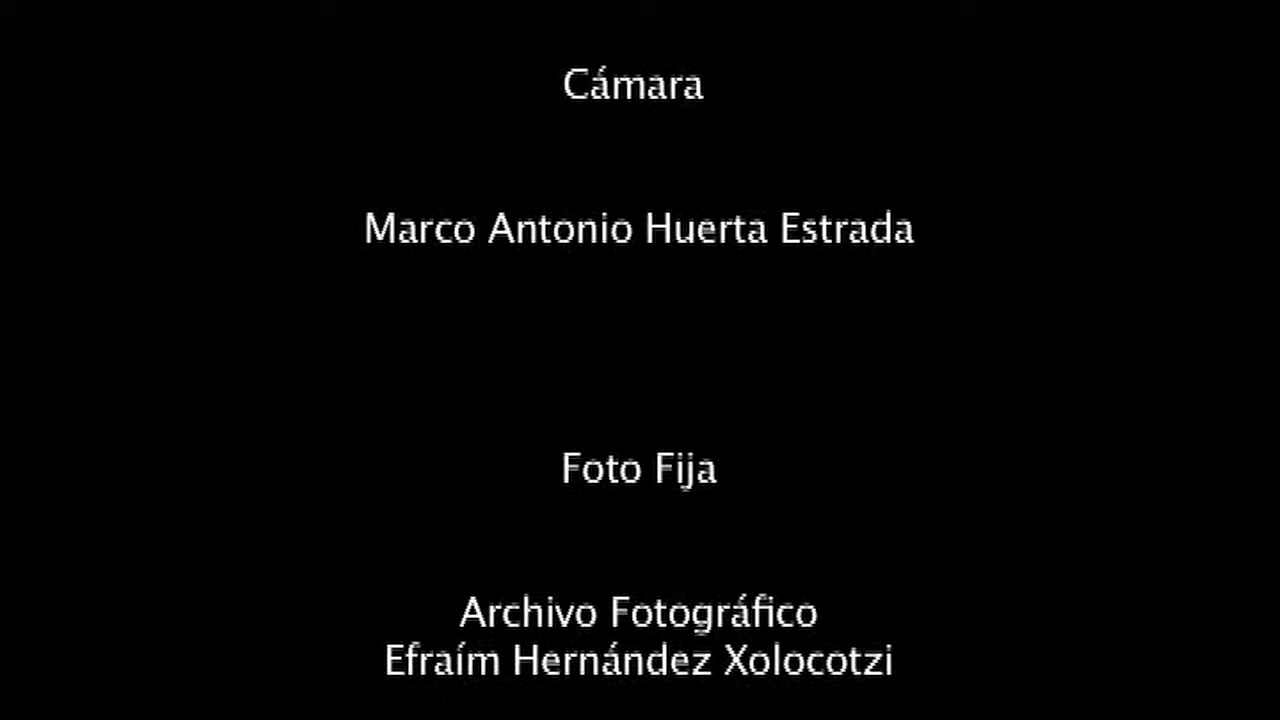 Cámara
Marco Antonio Huerta Estrada
Foto Fija
Archivo Fotográfico
Efraím Hernández Xolocotzi